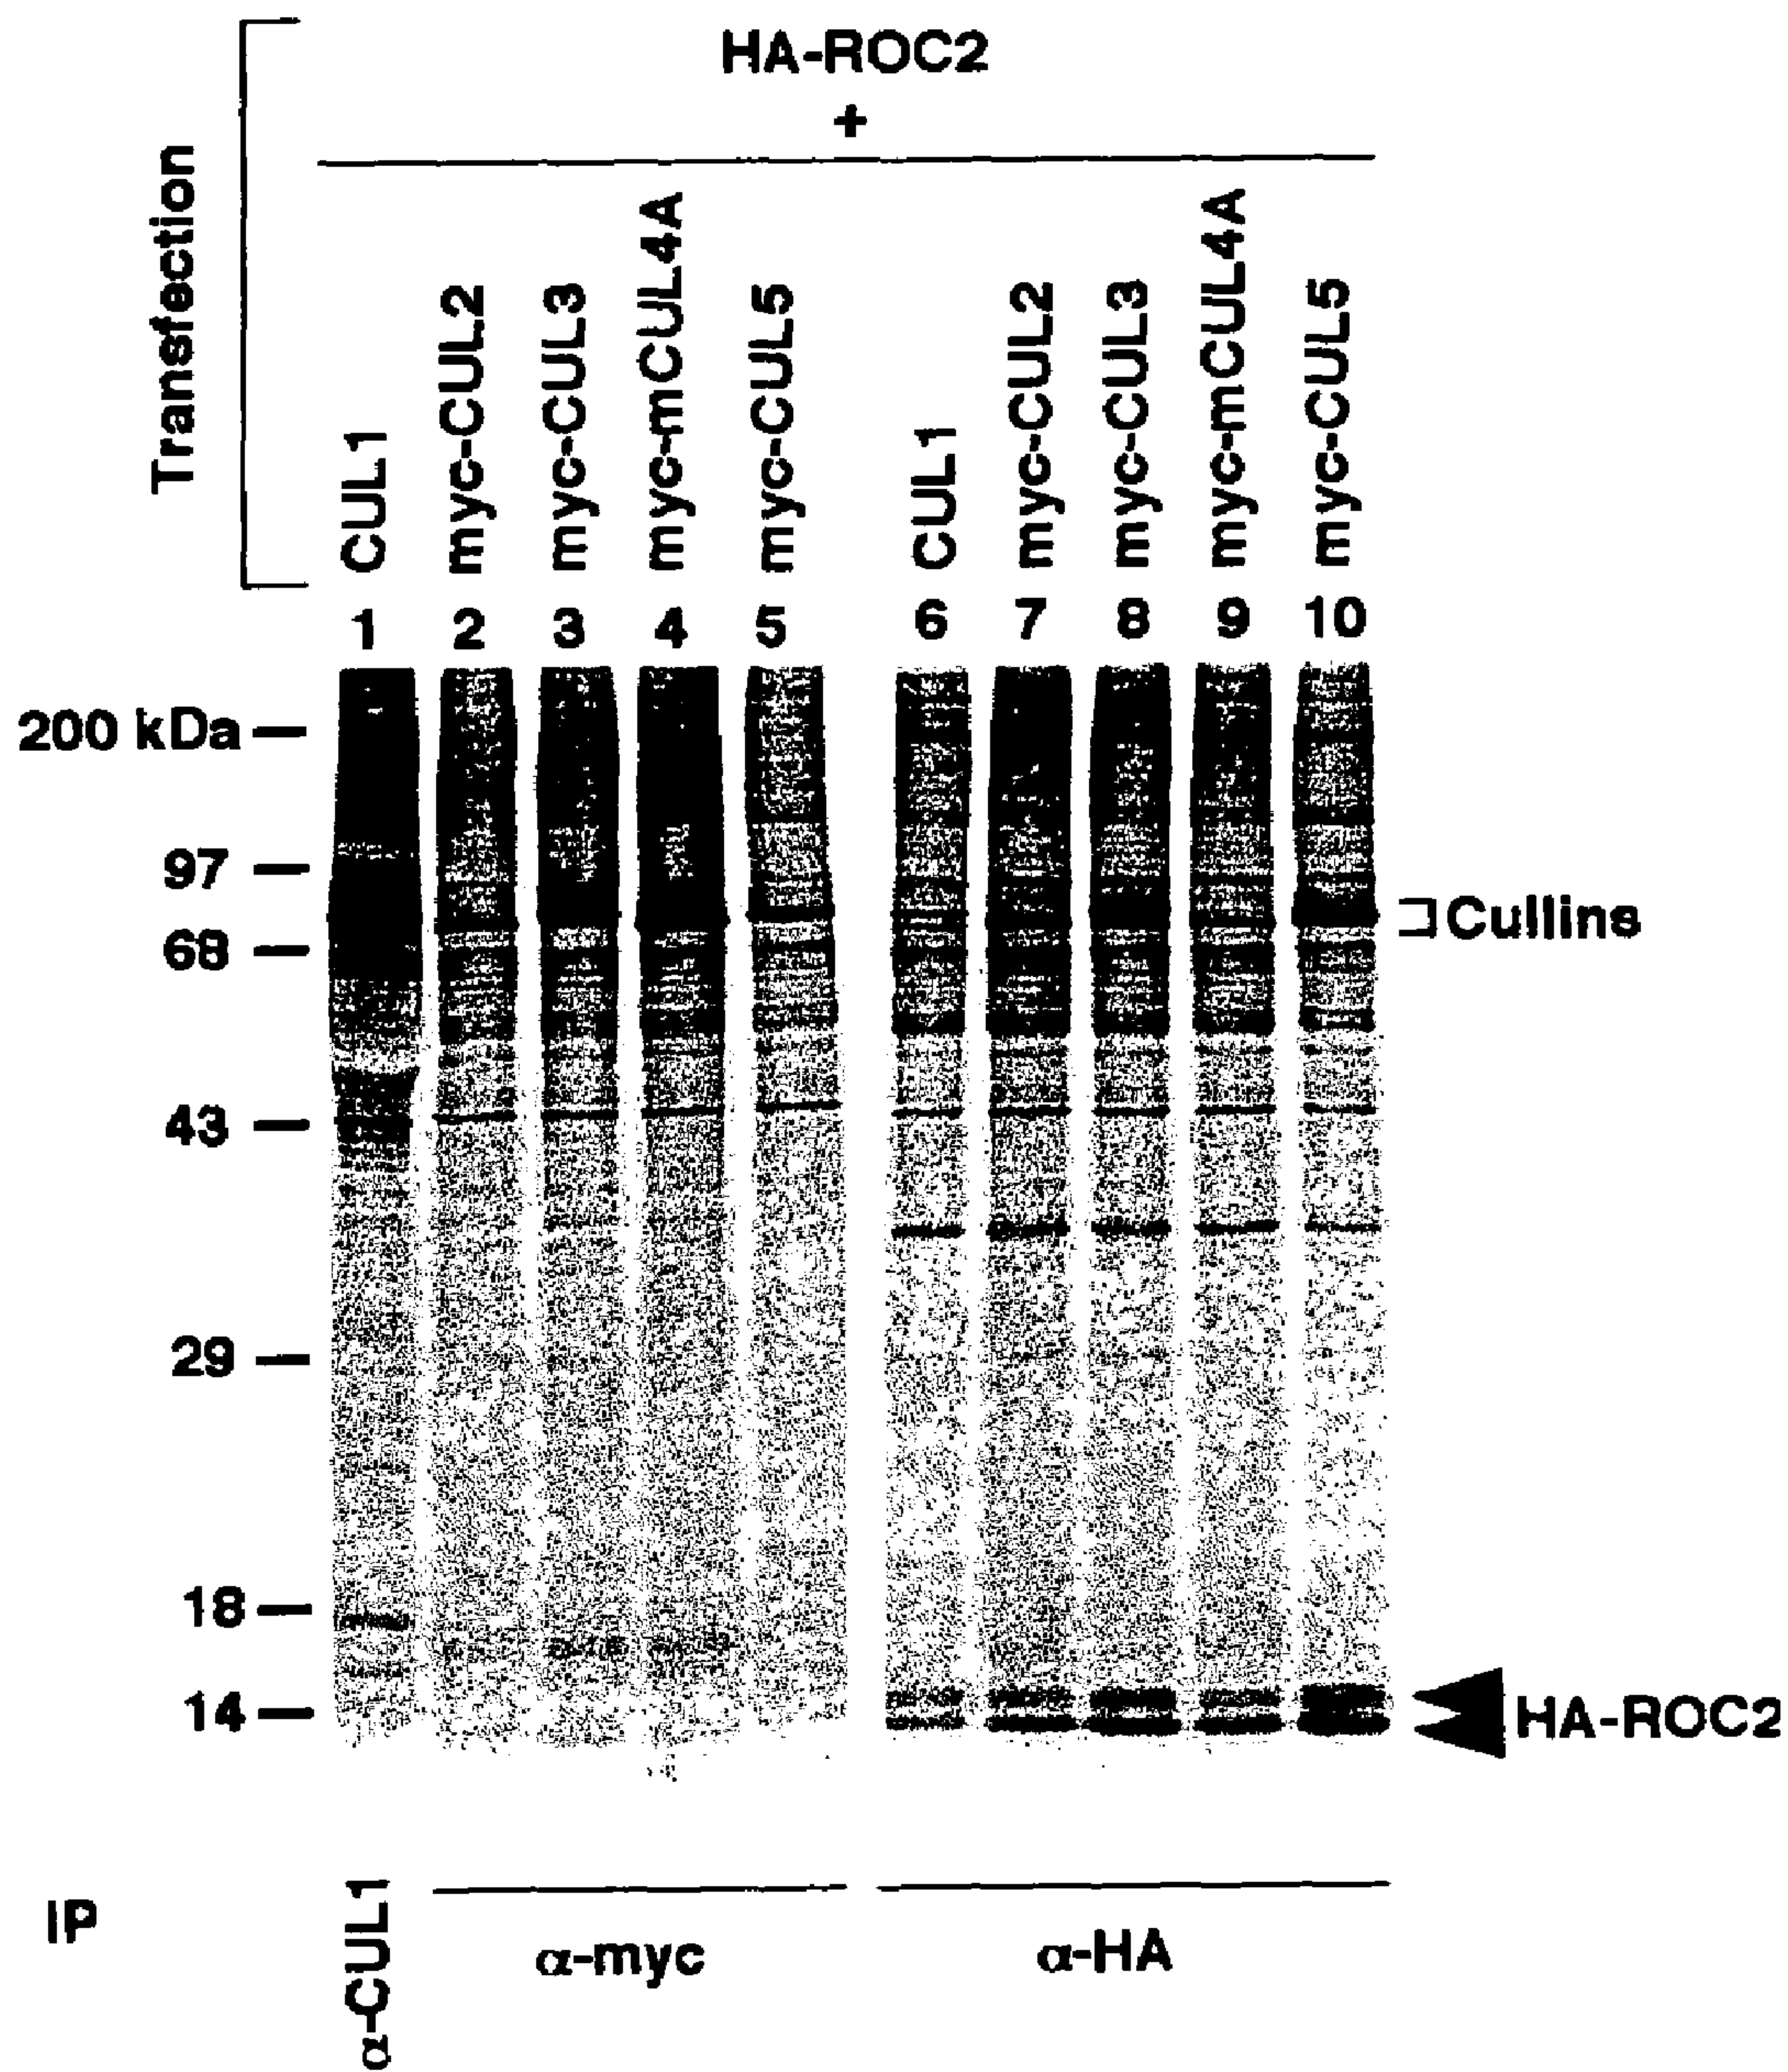 HA-ROC2
+
Transfection
CUL1
myc-CUL2
myc-CUL3
myc-mCUL4A
myc-CUL5
CUL1
myc-CUL2
myc-CUL3
myc-mCUL4A
myc-CUL5
1 2 3 4 5 6 7 8 9 10
200 kDa
97
Cullins
68
43
29
18
14
HA-ROC2
IP
α-CUL1
α-myc
α-HA